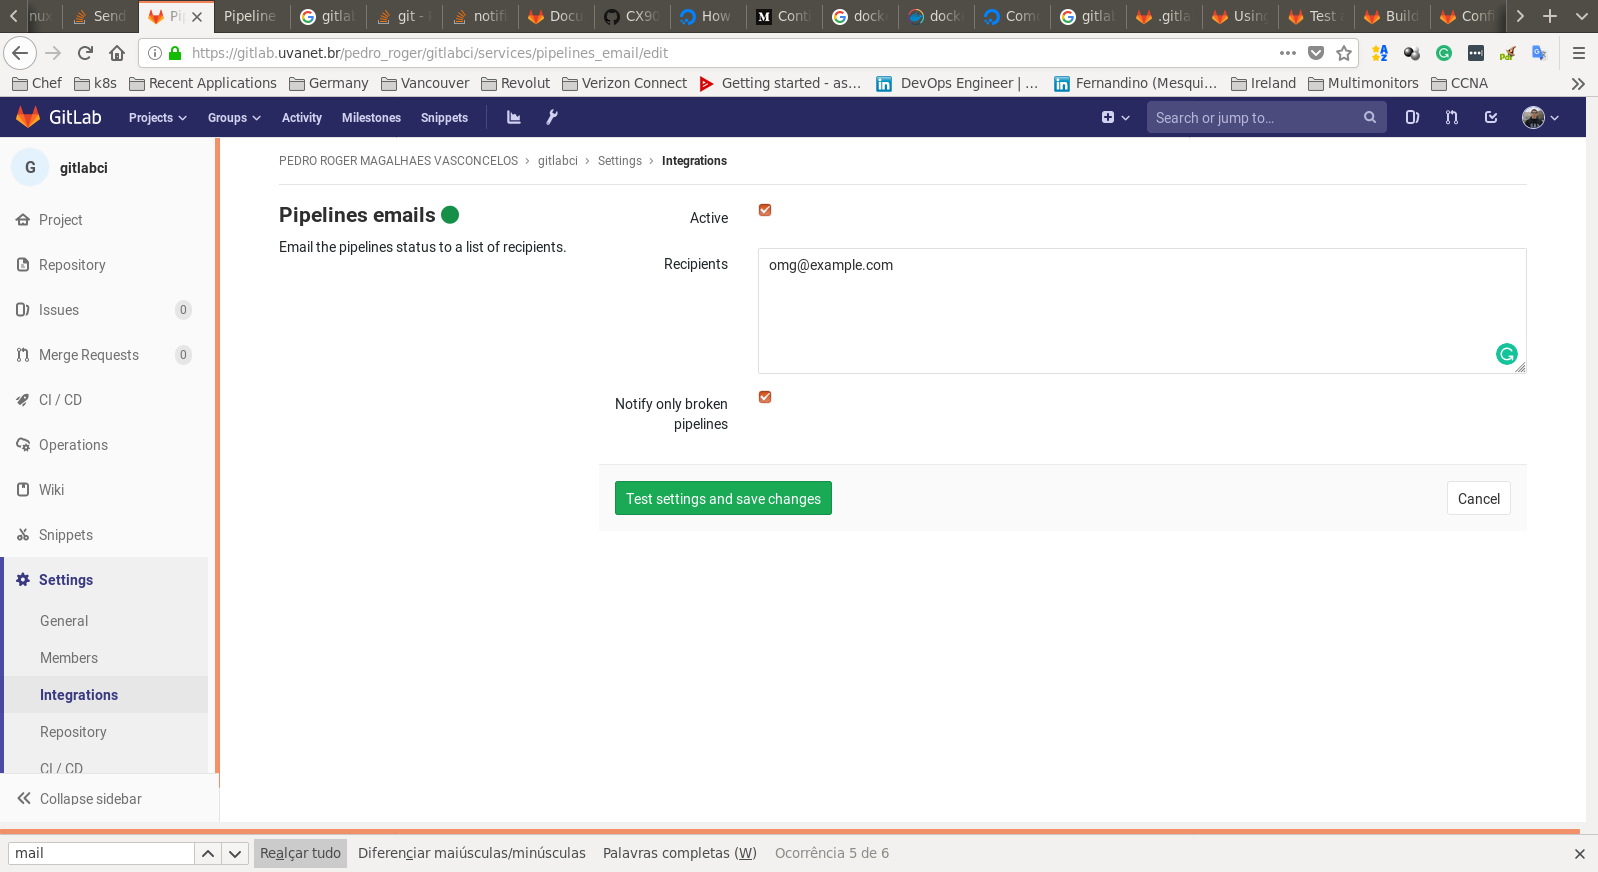 Send
Pi
Pipeline
gitlab
git - 
notifi
Docu
CX90
How
Conti
dock
dock
Com
gitlab
.gitla
Using
Test
Build
Confi
https://gitlab.uvanet.br/pedro_roger/gitlabci/services/pipelines_email/edit
Chef k8s Recent Applications Germany Vancouver Revolut Verizon Connect Getting started - as... DevOps Engineer | ... Fernandino (Mesqui... Ireland Multimonitors CCNA
GitLab Projects Groups Activity Milestones Snippets Search or jump to...
G gitlabci
PEDRO ROGER MAGALHAES VASCONCELOS › gitlabci › Settings › Integrations
Project
Repository
Issues 0
Merge Requests 0
CI / CD
Operations
Wiki
Snippets
Settings
General
Members
Integrations
Repository
CI / CD
Collapse sidebar
Pipelines emails
Email the pipelines status to a list of recipients.
Active
Recipients
omg@example.com
Notify only broken
pipelines
Test settings and save changes Cancel
mail Realçar tudo Diferenciar maiúsculas/minúsculas Palavras completas (W) Ocorrência 5 de 6